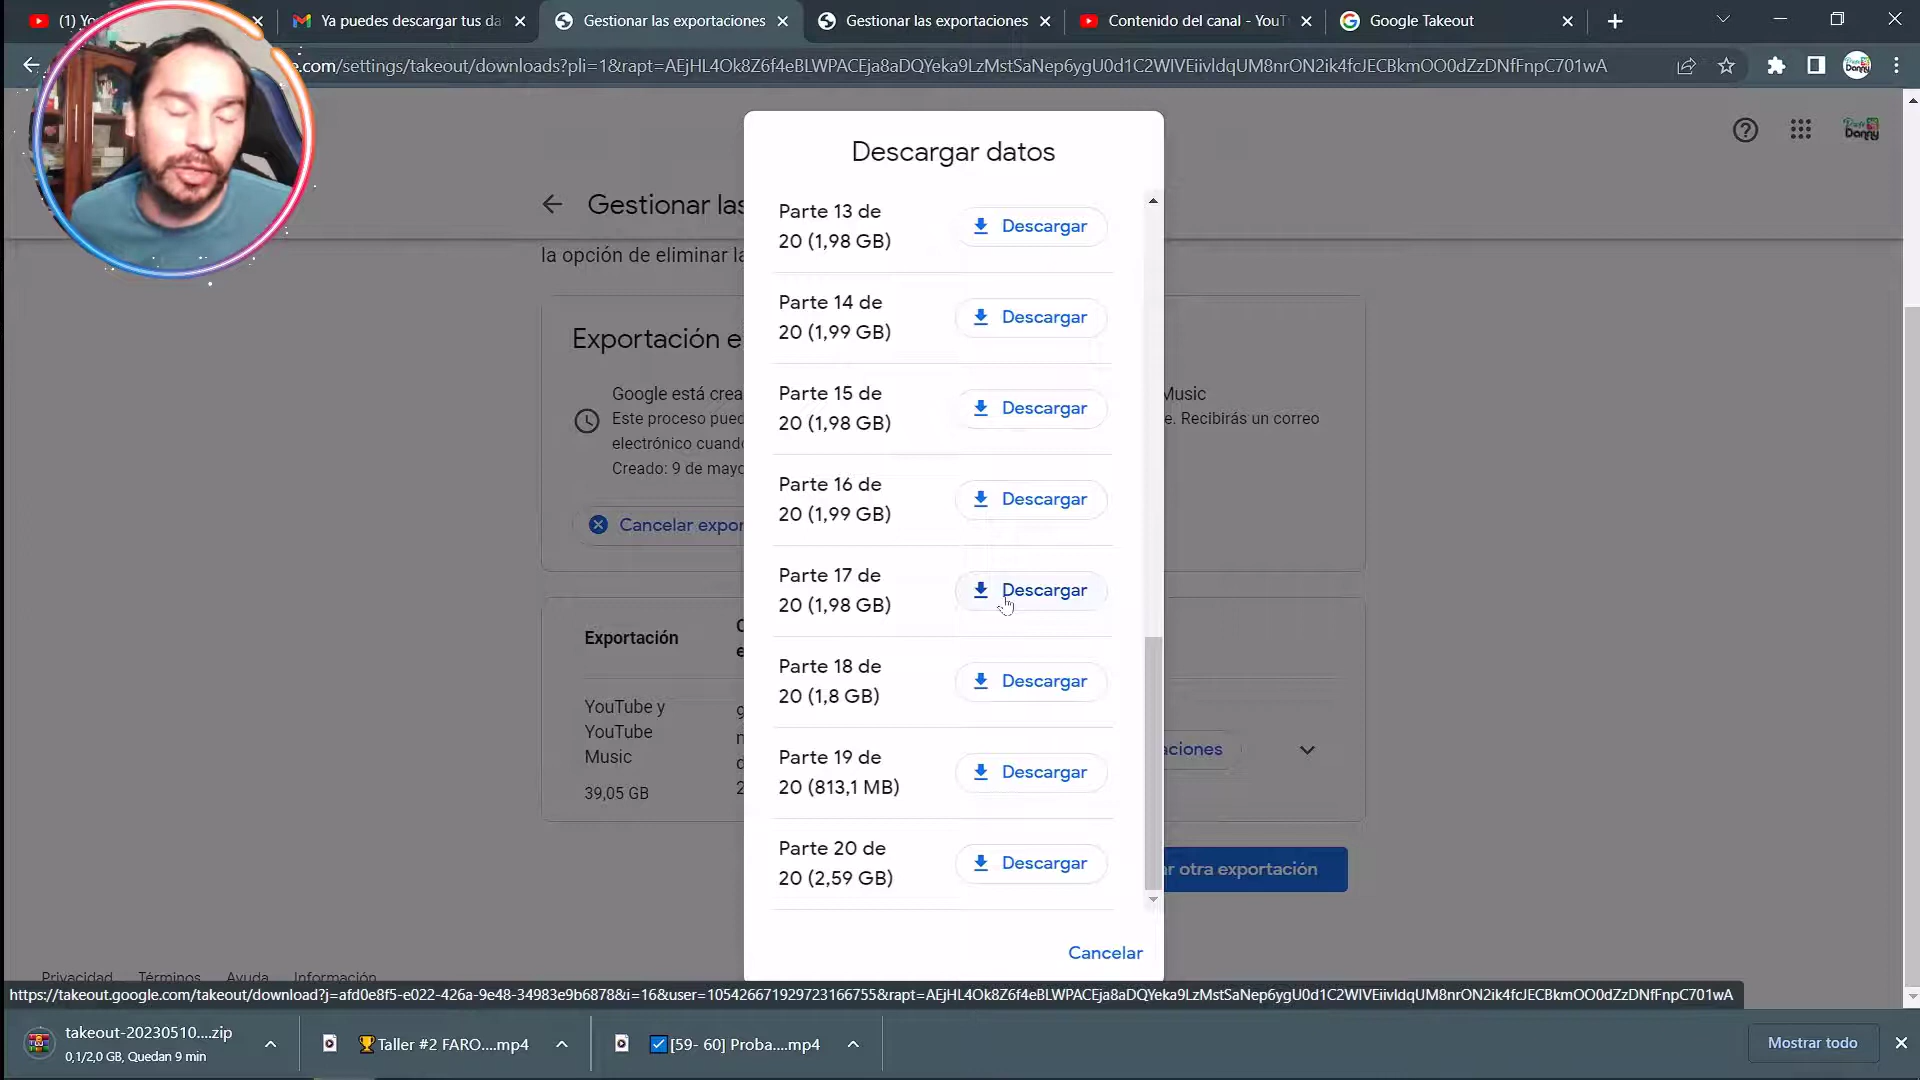 (1) Yo
Ya puedes descargar tus da
Gestionar las exportaciones
Gestionar las exportaciones
Contenido del canal - YouT
Google Takeout
e.com/settings/takeout/downloads?pli=1&rapt=AEjHL4Ok8Z6f4eBLWPACEja8aDQYeka9LzMstSaNep6ygU0d1C2WIVEiivIdqUM8nrON2ik4fcJECBkmOO0dZzDNfFnpC701wA
Gestionar las
la opción de eliminar la
Exportación e
Google está crea
Music
Este proceso pued
e. Recibirás un correo
electrónico cuando
Creado: 9 de mayo
Cancelar expor
Exportación
YouTube y
YouTube
Music
39,05 GB
aciones
ar otra exportación
Descargar datos
Parte 13 de
20 (1,98 GB)
Descargar
Parte 14 de
20 (1,99 GB)
Descargar
Parte 15 de
20 (1,98 GB)
Descargar
Parte 16 de
20 (1,99 GB)
Descargar
Parte 17 de
20 (1,98 GB)
Descargar
Parte 18 de
20 (1,8 GB)
Descargar
Parte 19 de
20 (813,1 MB)
Descargar
Parte 20 de
20 (2,59 GB)
Descargar
Cancelar
Privacidad Términos Ayuda Información
https://takeout.google.com/takeout/download?j=afd0e8f5-e022-426a-9e48-34983e9b6878&i=16&user=105426671929723166755&rapt=AEjHL4Ok8Z6f4eBLWPACEja8aDQYeka9LzMstSaNep6ygU0d1C2WIVEiivIdqUM8nrON2ik4fcJECBkmOO0dZzDNfFnpC701wA
takeout-20230510....zip
0,1/2,0 GB, Quedan 9 min
Taller #2 FARO....mp4
[59- 60] Proba....mp4
Mostrar todo